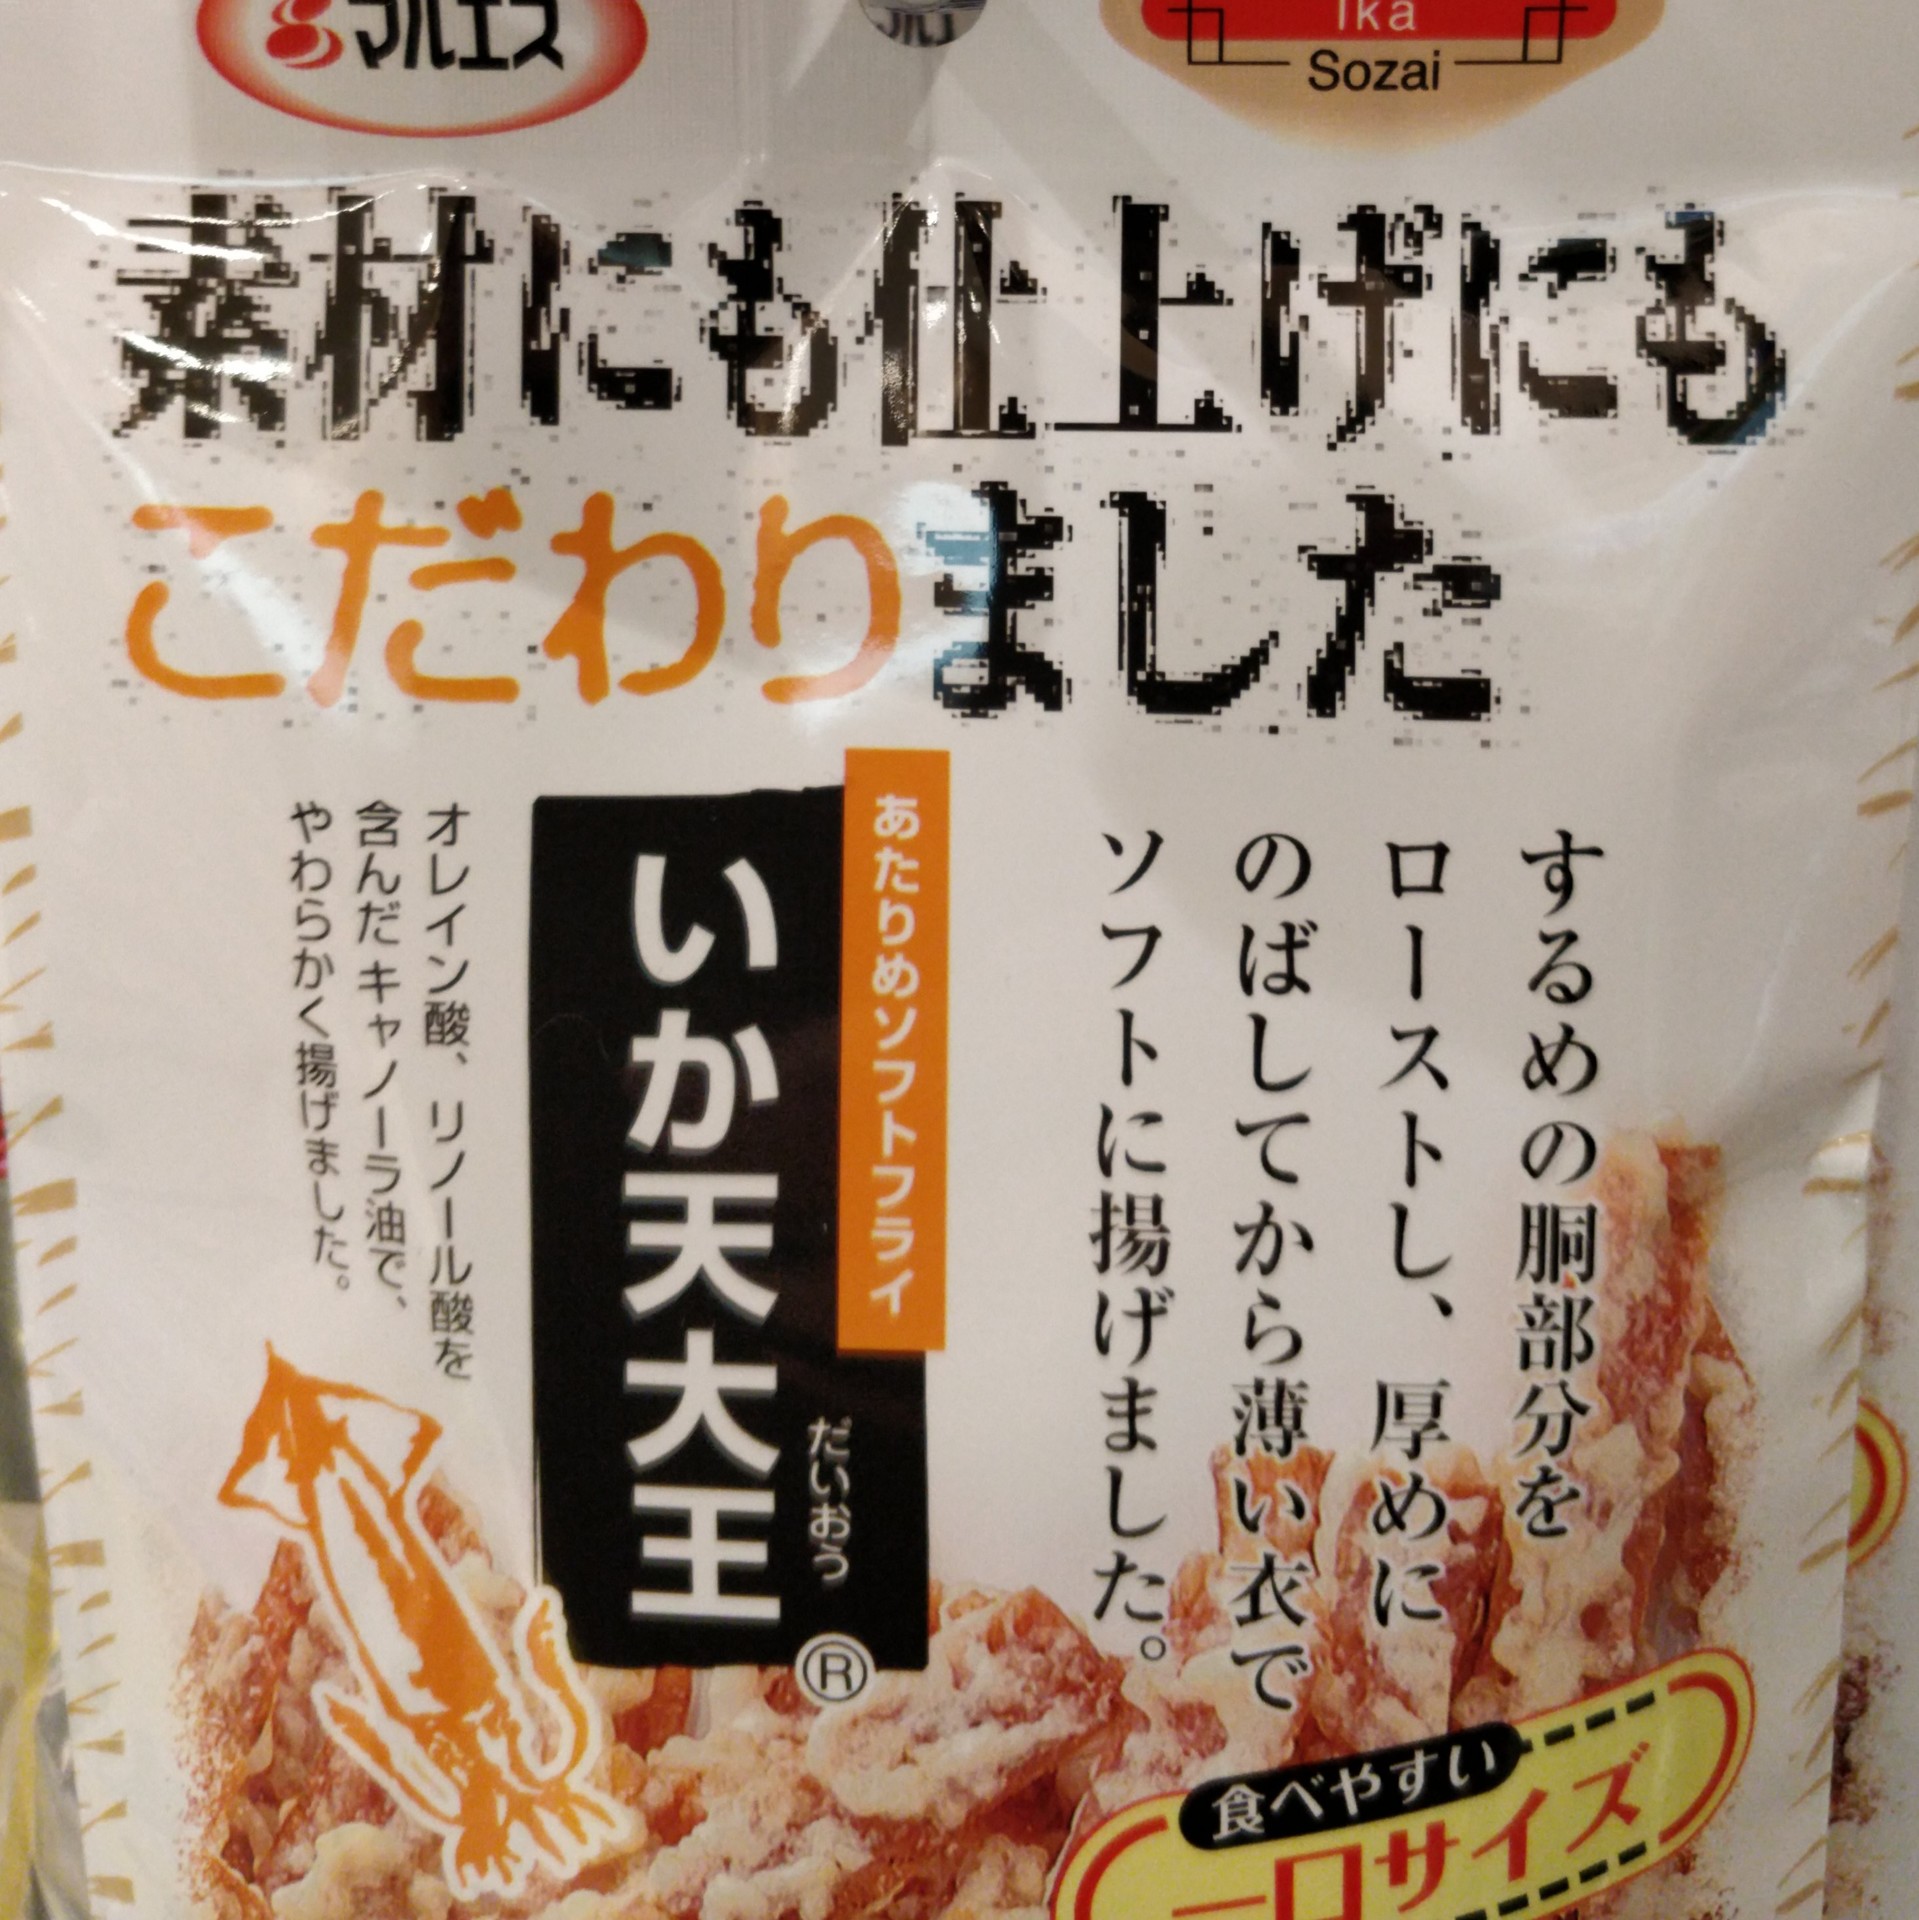 マルエス
Ika
Sozai
素材にも仕上げにも
こだわりました
するめの胴部分を
ローストし、厚めに
のばしてから薄い衣で
ソフトに揚げました。
あたりめソフトフライ
いか天大王
だいおう
®
オレイン酸、リノール酸を
含んだキャノーラ油で、
やわらかく揚げました。
食べやすい
一口サイズ